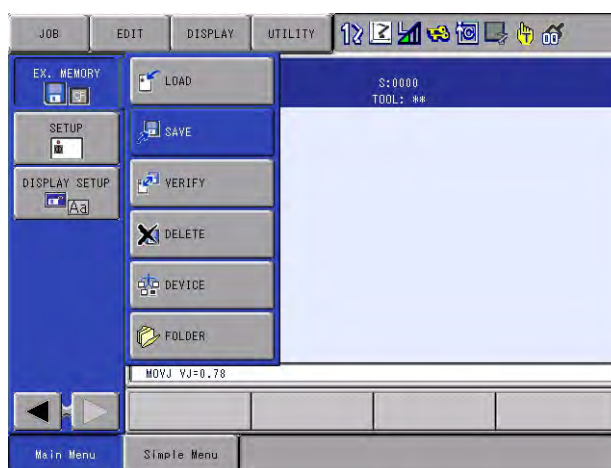 JOB
EDIT
DISPLAY
UTILITY
EX. MEMORY
CF
SETUP
DISPLAY SETUP
Aa
LOAD
SAVE
VERIFY
DELETE
DEVICE
FOLDER
S:0000
TOOL: **
MOVJ VJ=0.78
Main Menu
Simple Menu